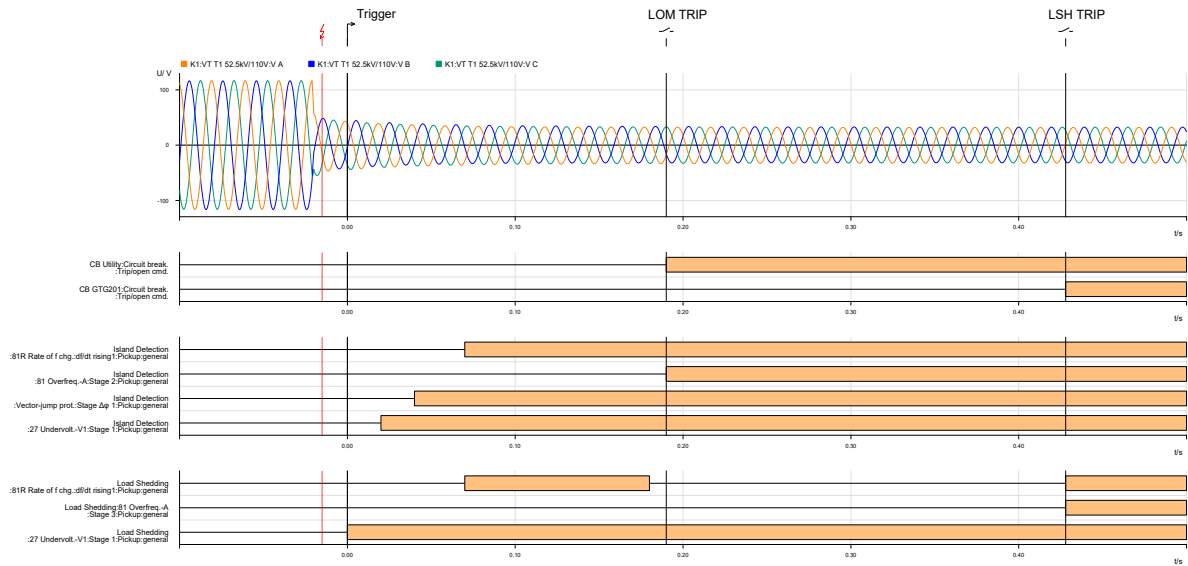 Trigger LOM TRIP LSH TRIP
K1:VT T1 52.5kV/110V:V A K1:VT T1 52.5kV/110V:V B K1:VT T1 52.5kV/110V:V C
U/ V
100
0
-100
0.00 0.10 0.20 0.30 0.40
t/s
CB Utility:Circuit break.
:Trip/open cmd.
CB GTG201:Circuit break.
:Trip/open cmd.
0.00 0.10 0.20 0.30 0.40
t/s
Island Detection
:81R Rate of f chg.:df/dt rising1:Pickup:general
Island Detection
:81 Overfreq.-A:Stage 2:Pickup:general
Island Detection
:Vector-jump prot.:Stage Δφ 1:Pickup:general
Island Detection
:27 Undervolt.-V1:Stage 1:Pickup:general
0.00 0.10 0.20 0.30 0.40
t/s
Load Shedding
:81R Rate of f chg.:df/dt rising1:Pickup:general
Load Shedding:81 Overfreq.-A
:Stage 3:Pickup:general
Load Shedding
:27 Undervolt.-V1:Stage 1:Pickup:general
0.00 0.10 0.20 0.30 0.40
t/s